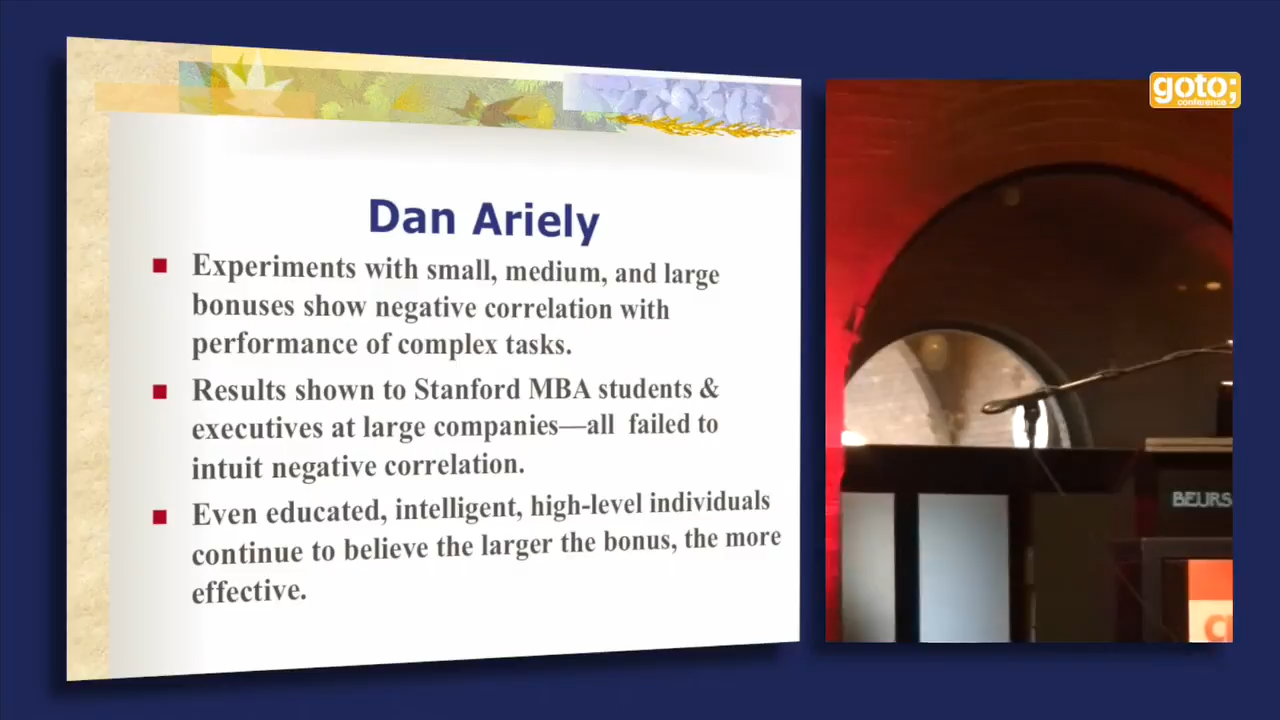 goto;
conference
Dan Ariely
Experiments with small, medium, and large
bonuses show negative correlation with
performance of complex tasks.
Results shown to Stanford MBA students &
executives at large companies—all failed to
intuit negative correlation.
Even educated, intelligent, high-level individuals
continue to believe the larger the bonus, the more
effective.
BEURS